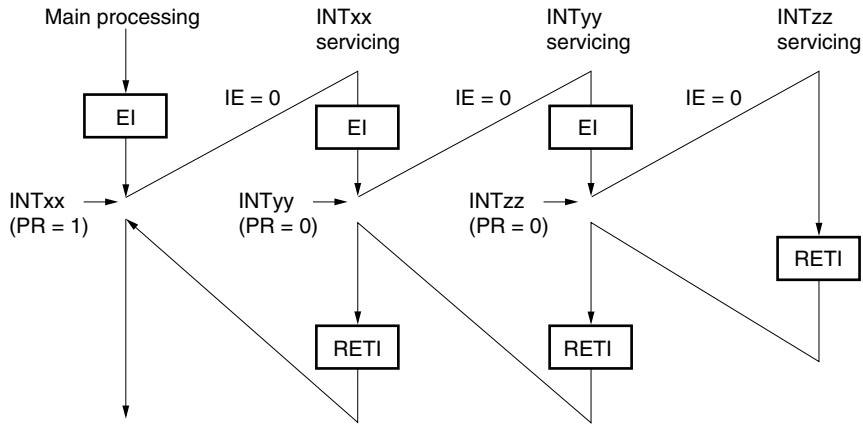 Main processing
INTxx
servicing
INTyy
servicing
INTzz
servicing
IE = 0
IE = 0
IE = 0
EI
EI
EI
INTxx
(PR = 1)
INTyy
(PR = 0)
INTzz
(PR = 0)
RETI
RETI
RETI